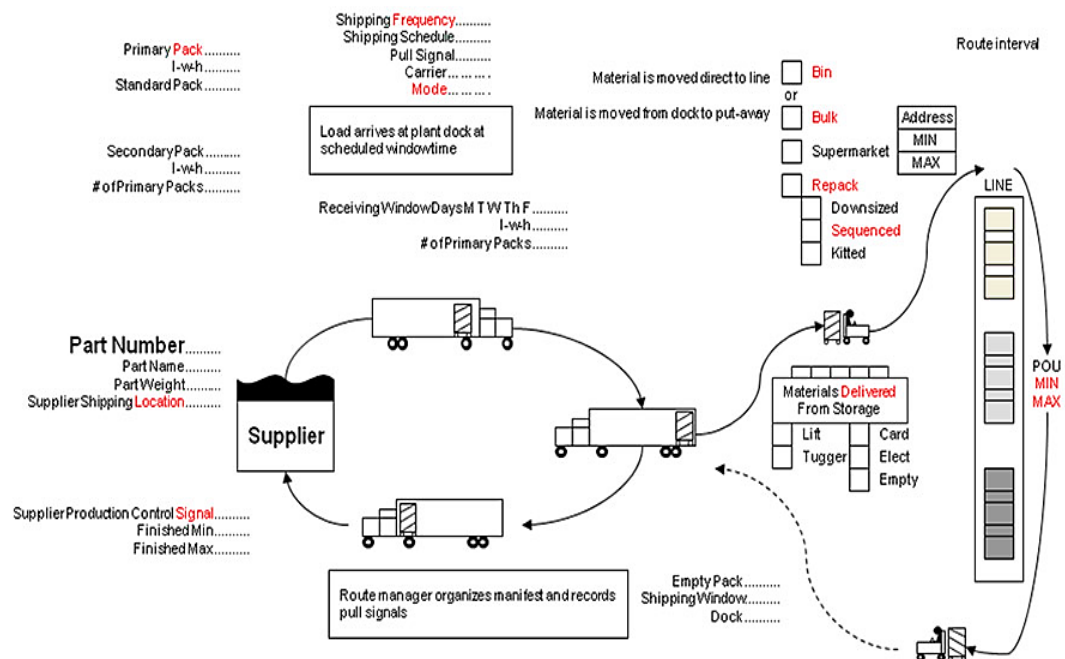 Shipping Frequency..........
Shipping Schedule..........
Pull Signal..........
Carrier..........
Mode..........
Primary Pack..........
l-w-h..........
Standard Pack..........
Route interval
Material is moved direct to line
or
Material is moved from dock to put-away
Bin
Bulk
Supermarket
Repack
Downsized
Sequenced
Kitted
Address
MIN
MAX
Load arrives at plant dock at
scheduled windowtime
Secondary Pack..........
l-w-h..........
# of Primary Packs..........
Receiving Window Days M T W Th F..........
l-w-h..........
# of Primary Packs..........
LINE
Part Number..........
Part Name..........
Part Weight..........
Supplier Shipping Location..........
Supplier
POU
MIN
MAX
Materials Delivered
From Storage
Lift
Tugger
Card
Elect
Empty
Supplier Production Control Signal..........
Finished Min..........
Finished Max..........
Route manager organizes manifest and records
pull signals
Empty Pack..........
Shipping Window..........
Dock..........